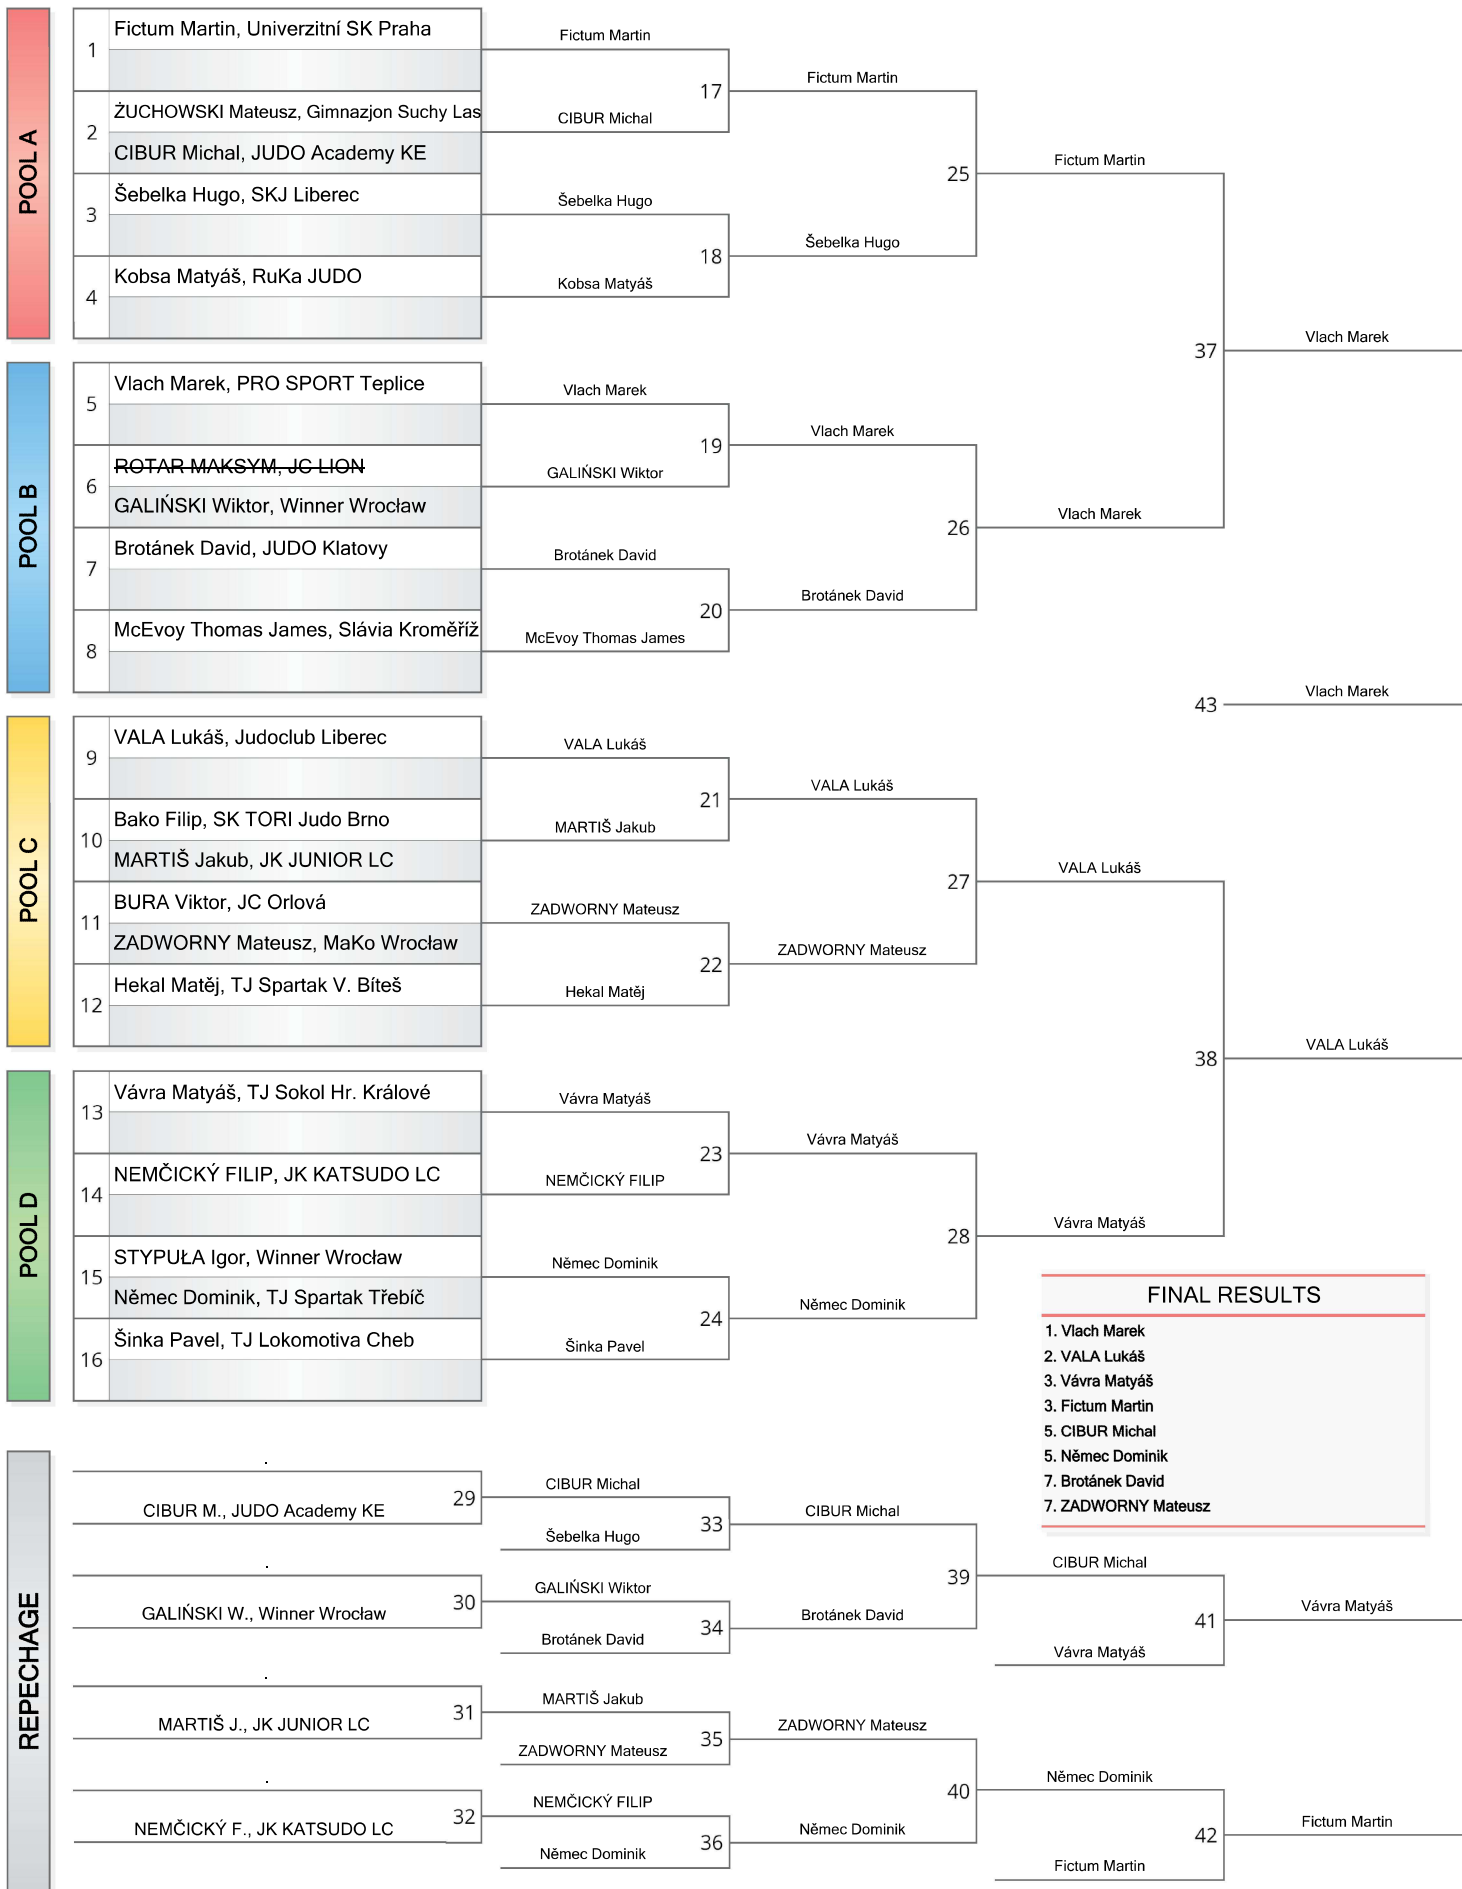 POOL A
1
Fictum Martin, Univerzitní SK Praha
2
ŻUCHOWSKI Mateusz, Gimnazjon Suchy Las
CIBUR Michal, JUDO Academy KE
3
Šebelka Hugo, SKJ Liberec
4
Kobsa Matyáš, RuKa JUDO
Fictum Martin
17
CIBUR Michal
Šebelka Hugo
18
Kobsa Matyáš
Fictum Martin
25
Šebelka Hugo
Fictum Martin
POOL B
5
Vlach Marek, PRO SPORT Teplice
6
ROTAR MAKSYM, JC LION
GALIŃSKI Wiktor, Winner Wrocław
7
Brotánek David, JUDO Klatovy
8
McEvoy Thomas James, Slávia Kroměříž
Vlach Marek
19
GALIŃSKI Wiktor
Brotánek David
20
McEvoy Thomas James
Vlach Marek
26
Brotánek David
Vlach Marek
37
Vlach Marek
43
Vlach Marek
POOL C
9
VALA Lukáš, Judoclub Liberec
10
Bako Filip, SK TORI Judo Brno
MARTIŠ Jakub, JK JUNIOR LC
11
BURA Viktor, JC Orlová
ZADWORNY Mateusz, MaKo Wrocław
12
Hekal Matěj, TJ Spartak V. Bíteš
VALA Lukáš
21
MARTIŠ Jakub
ZADWORNY Mateusz
22
Hekal Matěj
VALA Lukáš
27
ZADWORNY Mateusz
VALA Lukáš
POOL D
13
Vávra Matyáš, TJ Sokol Hr. Králové
14
NEMČICKÝ FILIP, JK KATSUDO LC
15
STYPUŁA Igor, Winner Wrocław
Němec Dominik, TJ Spartak Třebíč
16
Šinka Pavel, TJ Lokomotiva Cheb
Vávra Matyáš
23
NEMČICKÝ FILIP
Němec Dominik
24
Šinka Pavel
Vávra Matyáš
28
Němec Dominik
Vávra Matyáš
38
VALA Lukáš
FINAL RESULTS
1. Vlach Marek
2. VALA Lukáš
3. Vávra Matyáš
3. Fictum Martin
5. CIBUR Michal
5. Němec Dominik
7. Brotánek David
7. ZADWORNY Mateusz
REPECHAGE
.
29
CIBUR M., JUDO Academy KE
.
30
GALIŃSKI W., Winner Wrocław
.
31
MARTIŠ J., JK JUNIOR LC
.
32
NEMČICKÝ F., JK KATSUDO LC
CIBUR Michal
33
Šebelka Hugo
GALIŃSKI Wiktor
34
Brotánek David
MARTIŠ Jakub
35
ZADWORNY Mateusz
NEMČICKÝ FILIP
36
Němec Dominik
CIBUR Michal
39
Brotánek David
ZADWORNY Mateusz
40
Němec Dominik
CIBUR Michal
41
Vávra Matyáš
Němec Dominik
42
Fictum Martin
Vávra Matyáš
Fictum Martin